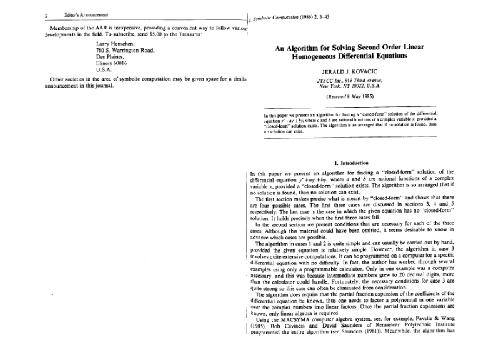 2 Editor's Announcement
Membership of the AAR is inexpensive, providing a convenient way to follow various
developments in the field. To subscribe, send $5.00 to the Treasurer:
Larry Henschen,
Des Plaines,
Illinois
U.S.A.
Other societies in the area of symbolic computation may be given space for a similar
announcement in this journal.
J. Symbolic Computation (1986) 2, 3-43
An Algorithm for Solving Second Order Linear
Homogeneous Differential Equations
JERALD J. KOVACIC
JYACC Inc., 919 Third Avenue,
New York, NY 10022, U.S.A.
(Received 8 May 1985)
In this paper we present an algorithm for finding a "closed-form" solution of the differential
equation y" + ay' + by, where a and b are rational functions of a complex variable x, provided a
"closed-form" solution exists. The algorithm is so arranged that if no solution is found, then
no solution can exist.
1. Introduction
In this paper we present an algorithm for finding a "closed-form" solution of the
differential equation y" + ay' + by, where a and b are rational functions of a complex
variable x, provided a "closed-form" solution exists. The algorithm is so arranged that if
no solution is found, then no solution can exist.
The first section makes precise what is meant by "closed-form" and shows that there
are four possible cases. The first three cases are discussed in sections 3, 4 and 5
respectively. The last case is the case in which the given equation has no "closed-form"
solution. It holds precisely when the first three cases fail.
In the second section we present conditions that are necessary for each of the three
cases. Although this material could have been omitted, it seems desirable to know in
advance which cases are possible.
The algorithm in cases 1 and 2 is quite simple and can usually be carried out by hand,
provided the given equation is relatively simple. However, the algorithm in case 3
involves quite extensive computations. It can be programmed on a computer for a specific
differential equation with no difficulty. In fact, the author has worked through several
examples using only a programmable calculator. Only in one example was a computer
necessary, and this was because intermediate numbers grew to 20 decimal digits, more
than the calculator could handle. Fortunately, the necessary conditions for case 3 are
quite strong so this case can often be eliminated from consideration.
The algorithm does require that the partial fraction expansion of the coefficients of the
differential equation be known, thus one needs to factor a polynomial in one variable
over the complex numbers into linear factors. Once the partial fraction expansions are
known, only linear algebra is required.
Using the MACSYMA computer algebra system, see, for example, Pavelle & Wang
(1985), Bob Caviness and David Saunders of Rensselaer Polytechnic Institute
programmed the entire algorithm (see Saunders (1981)). Meanwhile, the algorithm has